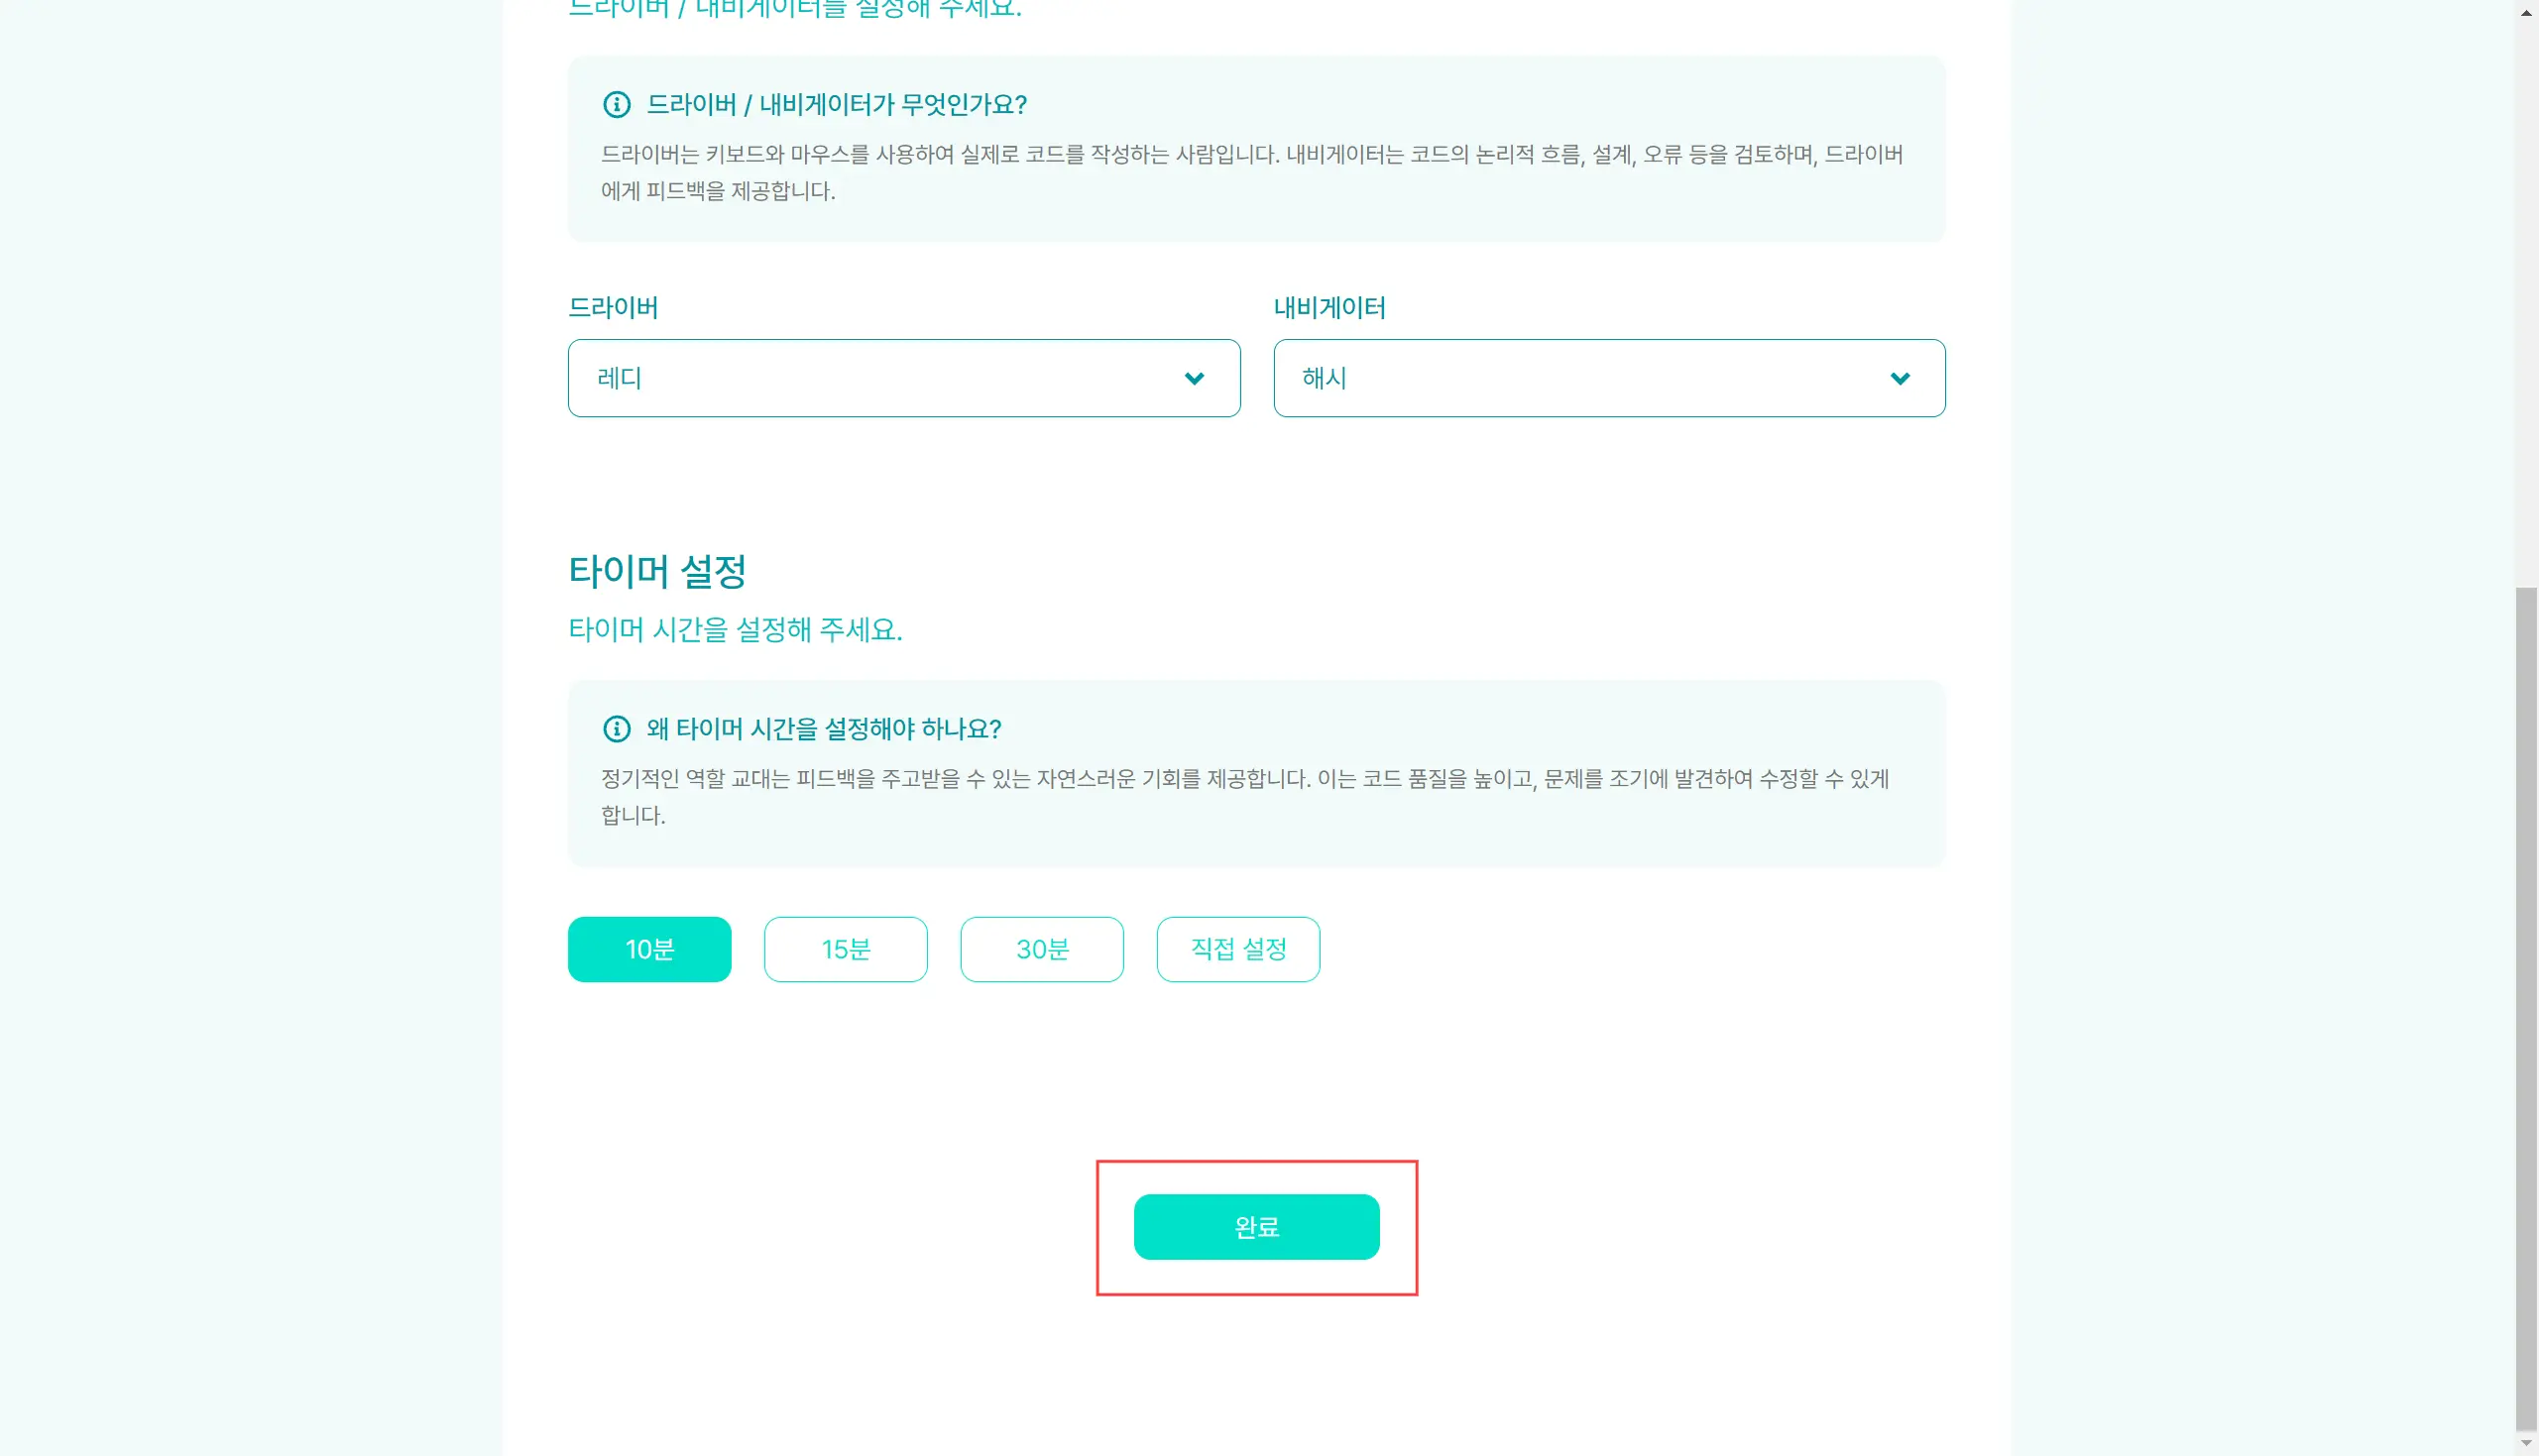 드라이버 / 내비게이터를 설정해 주세요.
드라이버 / 내비게이터가 무엇인가요?
드라이버는 키보드와 마우스를 사용하여 실제로 코드를 작성하는 사람입니다. 내비게이터는 코드의 논리적 흐름, 설계, 오류 등을 검토하며, 드라이버
에게 피드백을 제공합니다.
드라이버
내비게이터
레디
해시
타이머 설정
타이머 시간을 설정해 주세요.
왜 타이머 시간을 설정해야 하나요?
정기적인 역할 교대는 피드백을 주고받을 수 있는 자연스러운 기회를 제공합니다. 이는 코드 품질을 높이고, 문제를 조기에 발견하여 수정할 수 있게
합니다.
10분
15분
30분
직접 설정
완료